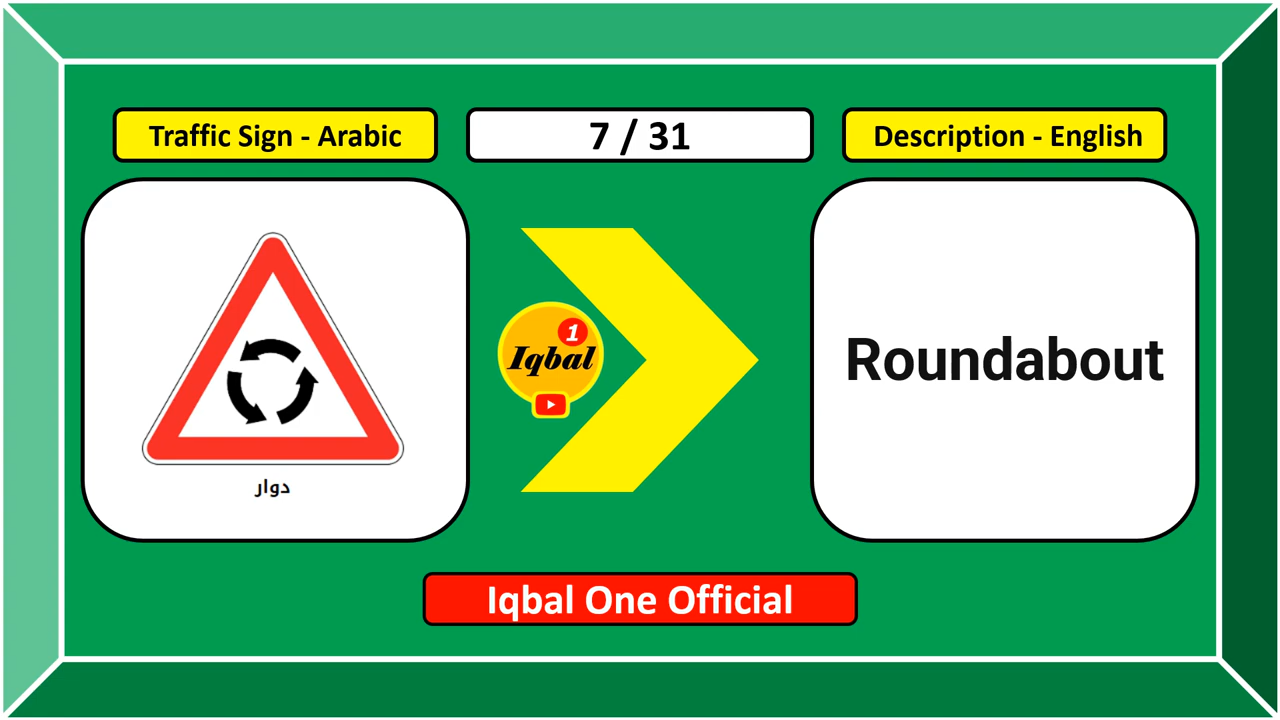 Traffic Sign - Arabic
7 / 31
Description - English
دوار
1
Iqbal
Roundabout
Iqbal One Official